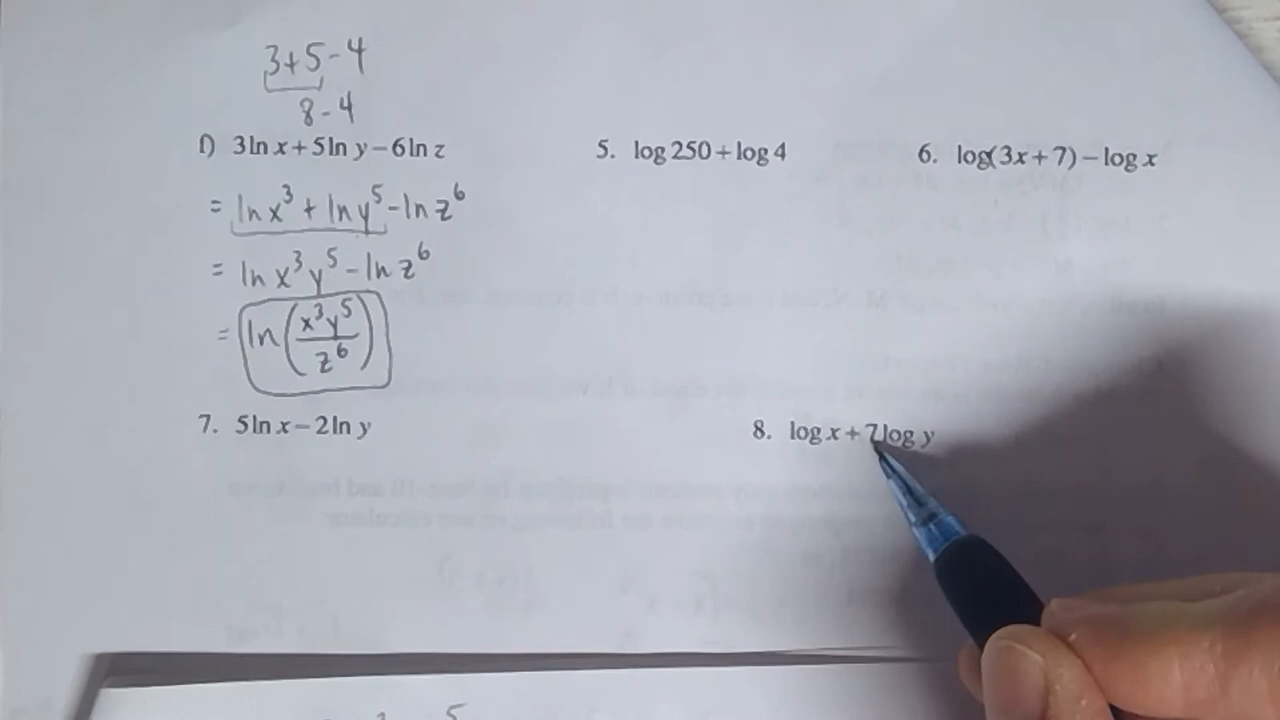 3+5-4
8-4
f) 3 ln x + 5 ln y − 6 ln z
5. log 250 + log 4
6. log(3x + 7) − log x
= ln x³ + ln y⁵ - ln z⁶
= ln x³y⁵ - ln z⁶
= ln(x³y⁵/z⁶)
7. 5 ln x − 2 ln y
8. log x + 7 log y
5